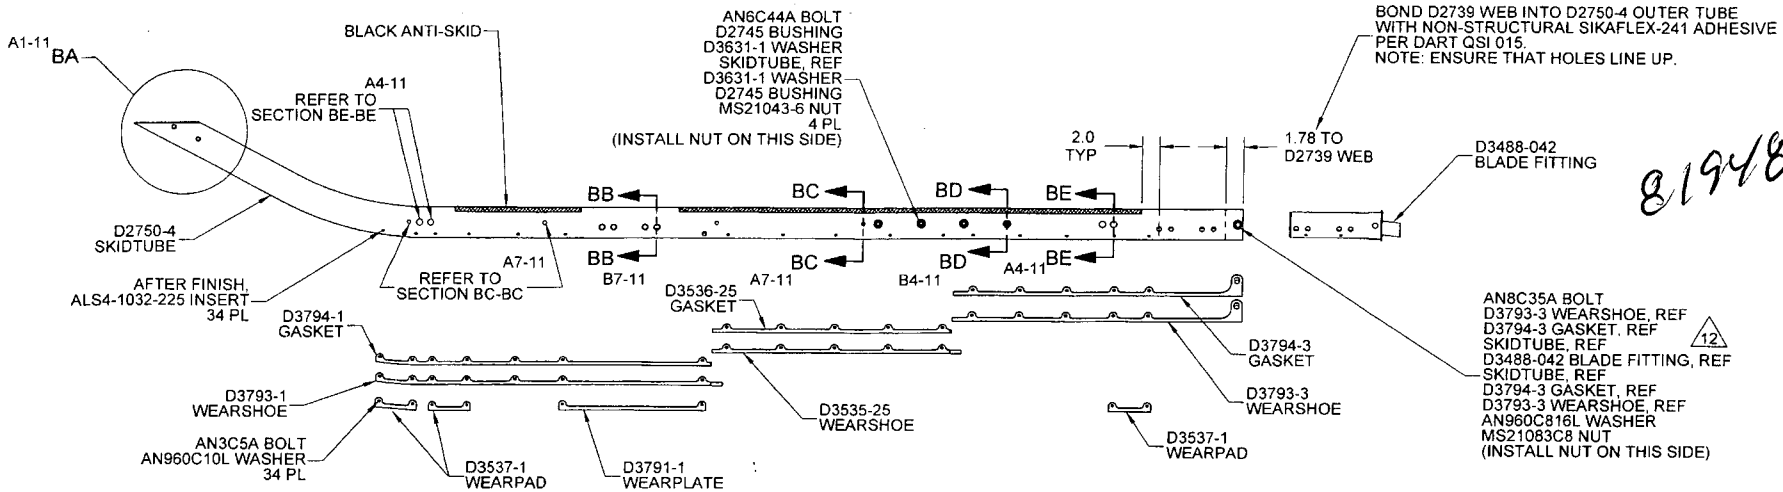 A1-11
BA
BLACK ANTI-SKID
A4-11
REFER TO
SECTION BE-BE
AN6C44A BOLT
D2745 BUSHING
D3631-1 WASHER
SKIDTUBE, REF
D3631-1 WASHER
D2745 BUSHING
MS21043-6 NUT
4 PL
(INSTALL NUT ON THIS SIDE)
BOND D2739 WEB INTO D2750-4 OUTER TUBE
WITH NON-STRUCTURAL SIKAFLEX-241 ADHESIVE
PER DART QSI 015.
NOTE: ENSURE THAT HOLES LINE UP.
2.0
TYP
1.78 TO
D2739 WEB
D3488-042
BLADE FITTING
81948
BB
BC
BD
BE
D2750-4
SKIDTUBE
AFTER FINISH,
ALS4-1032-225 INSERT
34 PL
REFER TO
SECTION BC-BC
A7-11
BB
B7-11
BC
A7-11
BD
B4-11
BE
A4-11
D3794-1
GASKET
D3536-25
GASKET
D3794-3
GASKET
D3793-1
WEARSHOE
D3535-25
WEARSHOE
D3793-3
WEARSHOE
AN3C5A BOLT
AN960C10L WASHER
34 PL
D3537-1
WEARPAD
D3791-1
WEARPLATE
D3537-1
WEARPAD
AN8C35A BOLT
D3793-3 WEARSHOE, REF
D3794-3 GASKET, REF
SKIDTUBE, REF
12
D3488-042 BLADE FITTING, REF
SKIDTUBE, REF
D3794-3 GASKET, REF
D3793-3 WEARSHOE, REF
AN960C816L WASHER
MS21083C8 NUT
(INSTALL NUT ON THIS SIDE)